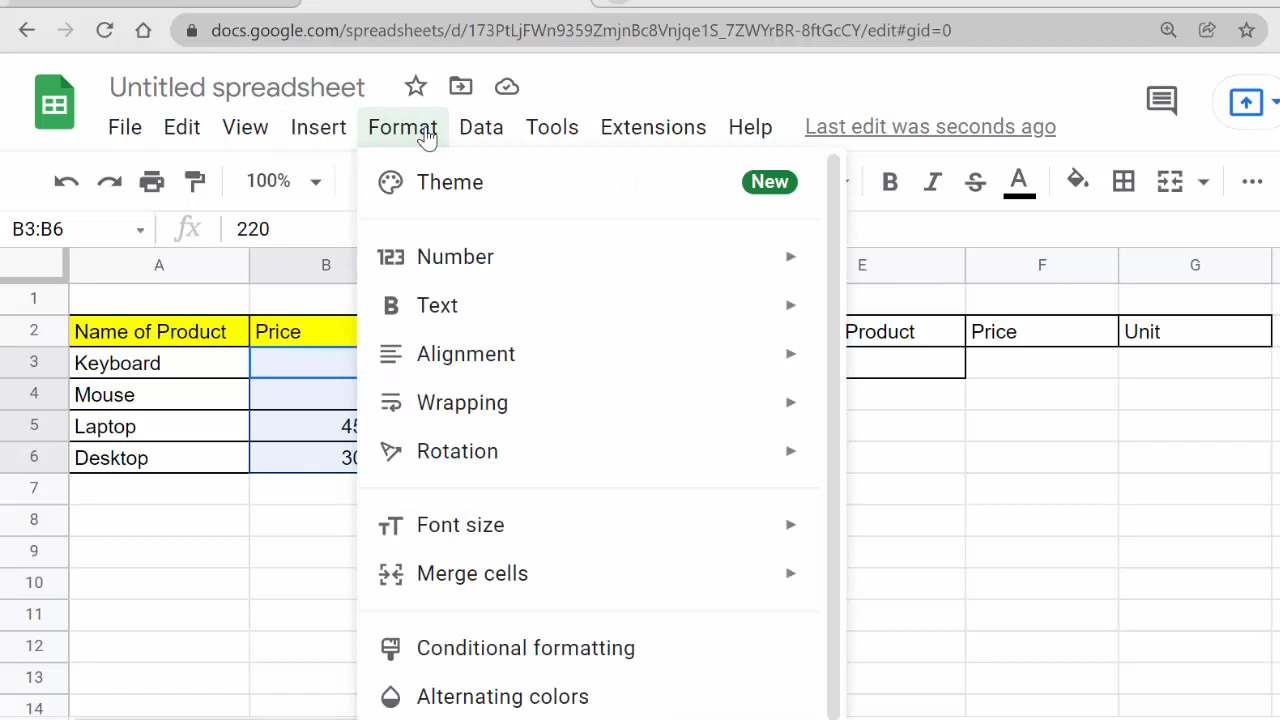 docs.google.com/spreadsheets/d/173PtLjFWn9359ZmjnBc8Vnjqe1S_7ZWYrBR-8ftGcCY/edit#gid=0
Untitled spreadsheet
File Edit View Insert Format Data Tools Extensions Help Last edit was seconds ago
100% B I S A
B3:B6 fx 220
Theme New
Number
Text
Alignment
Wrapping
Rotation
Font size
Merge cells
Conditional formatting
Alternating colors
A B E F G
1
2 Name of Product Price Product Price Unit
3 Keyboard
4 Mouse
5 Laptop 45
6 Desktop 30
7
8
9
10
11
12
13
14